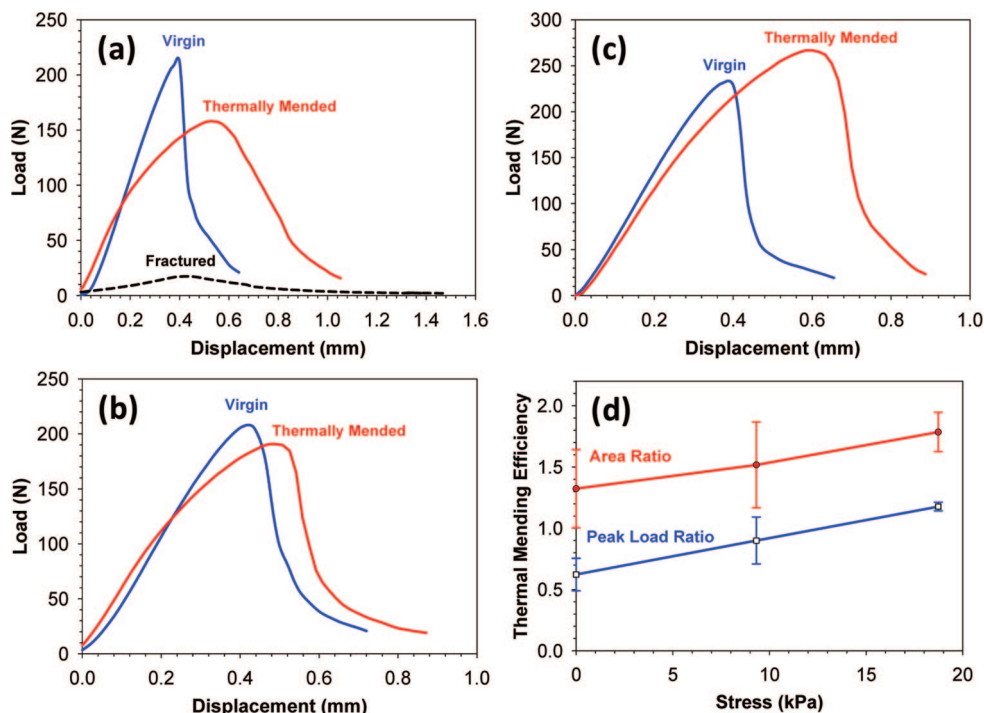 (a)
Virgin
Thermally Mended
Fractured
Load (N)
250
200
150
100
50
0
0.0 0.2 0.4 0.6 0.8 1.0 1.2 1.4 1.6
Displacement (mm)
(c)
Thermally Mended
Virgin
Load (N)
300
250
200
150
100
50
0
0.0 0.2 0.4 0.6 0.8 1.0
Displacement (mm)
(b)
Virgin
Thermally Mended
Load (N)
250
200
150
100
50
0
0.0 0.2 0.4 0.6 0.8 1.0
Displacement (mm)
(d)
Area Ratio
Peak Load Ratio
Thermal Mending Efficiency
2.0
1.5
1.0
0.5
0.0
0 5 10 15 20
Stress (kPa)